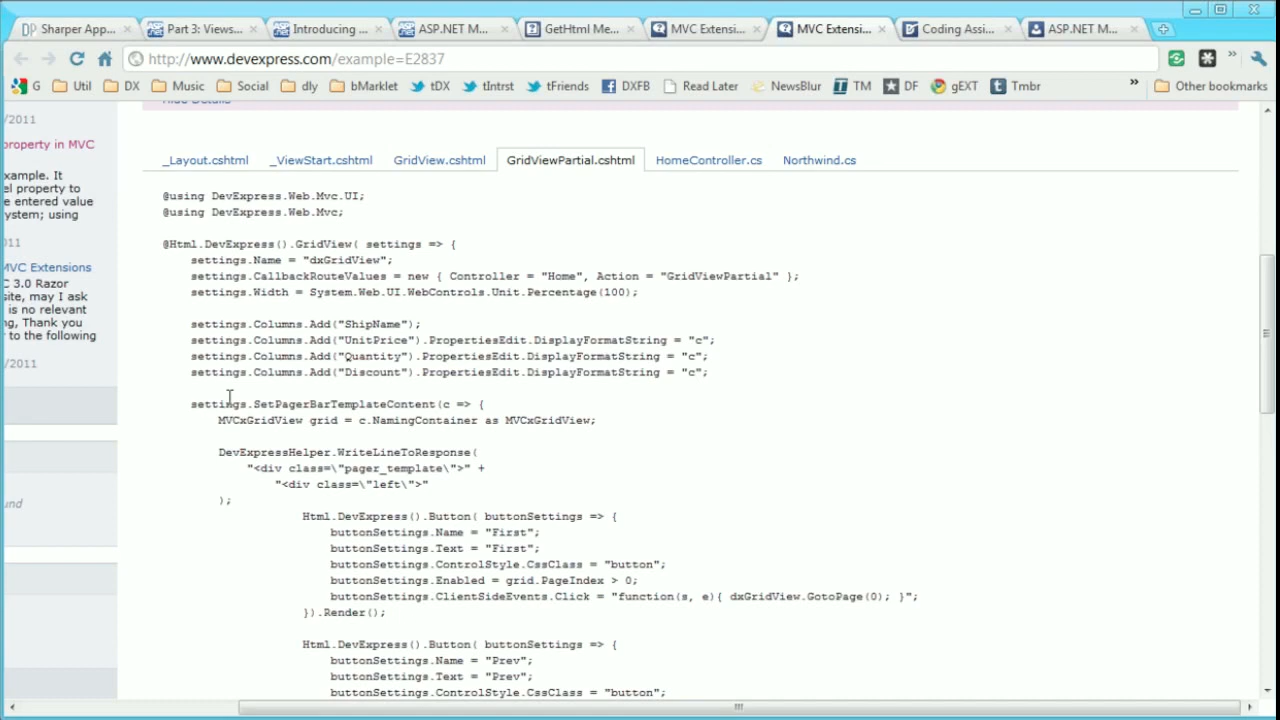 Sharper App...
Part 3: Views...
Introducing ...
ASP.NET M...
GetHtml Me...
MVC Extensi...
MVC Extensi...
Coding Assi...
ASP.NET M...
http://www.devexpress.com/example=E2837
G
Util
DX
Music
Social
dly
bMarklet
tDX
tIntrst
tFriends
DXFB
Read Later
NewsBlur
TM
DF
gEXT
Tmbr
»
Other bookmarks
Hide Details
/2011
property in MVC
xample. It
el property to
e entered value
ystem; using
011
MVC Extensions
C 3.0 Razor
site, may I ask
is no relevant
ng, Thank you
r to the following
/2011
und
_Layout.cshtml
_ViewStart.cshtml
GridView.cshtml
GridViewPartial.cshtml
HomeController.cs
Northwind.cs
@using DevExpress.Web.Mvc.UI;
@using DevExpress.Web.Mvc;
@Html.DevExpress().GridView( settings => {
settings.Name = "dxGridView";
settings.CallbackRouteValues = new { Controller = "Home", Action = "GridViewPartial" };
settings.Width = System.Web.UI.WebControls.Unit.Percentage(100);
settings.Columns.Add("ShipName");
settings.Columns.Add("UnitPrice").PropertiesEdit.DisplayFormatString = "c";
settings.Columns.Add("Quantity").PropertiesEdit.DisplayFormatString = "c";
settings.Columns.Add("Discount").PropertiesEdit.DisplayFormatString = "c";
settings.SetPagerBarTemplateContent(c => {
MVCxGridView grid = c.NamingContainer as MVCxGridView;
DevExpressHelper.WriteLineToResponse(
"<div class=\"pager_template\">" +
"<div class=\"left\">"
);
Html.DevExpress().Button( buttonSettings => {
buttonSettings.Name = "First";
buttonSettings.Text = "First";
buttonSettings.ControlStyle.CssClass = "button";
buttonSettings.Enabled = grid.PageIndex > 0;
buttonSettings.ClientSideEvents.Click = "function(s, e){ dxGridView.GotoPage(0); }";
}).Render();
Html.DevExpress().Button( buttonSettings => {
buttonSettings.Name = "Prev";
buttonSettings.Text = "Prev";
buttonSettings.ControlStyle.CssClass = "button";